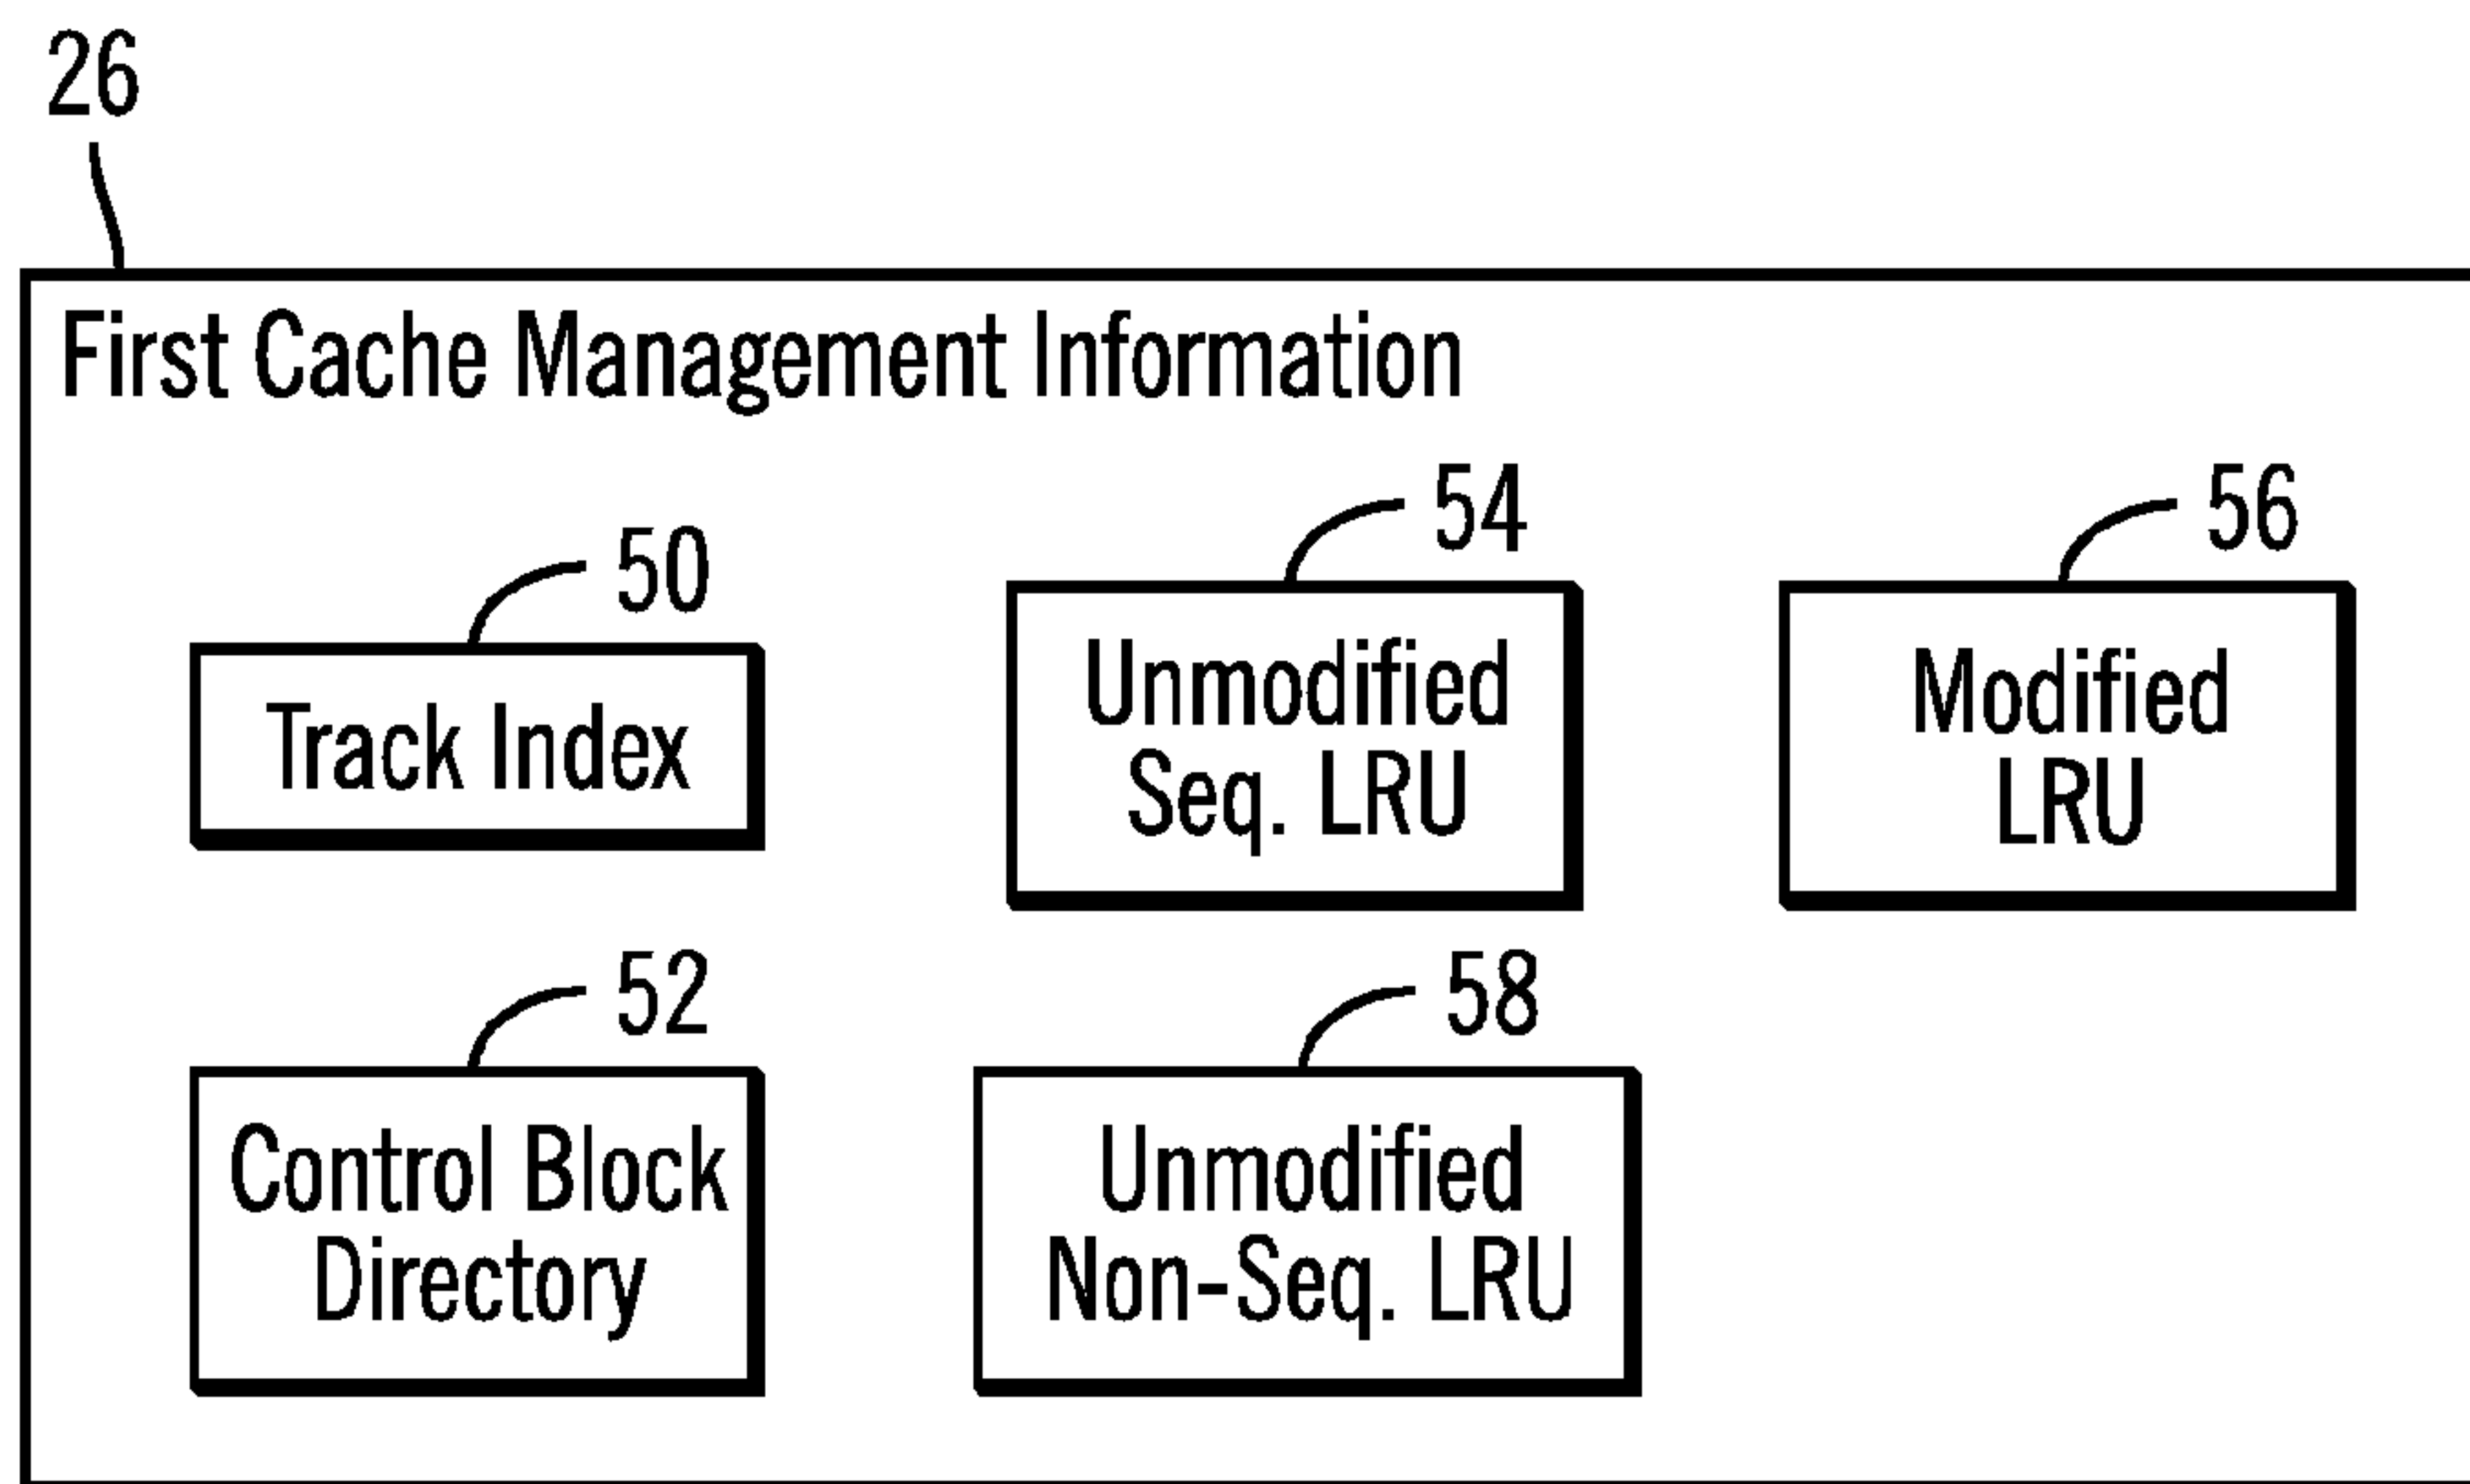 26
First Cache Management Information
50
Track Index
54
Unmodified
Seq. LRU
56
Modified
LRU
52
Control Block
Directory
58
Unmodified
Non-Seq. LRU